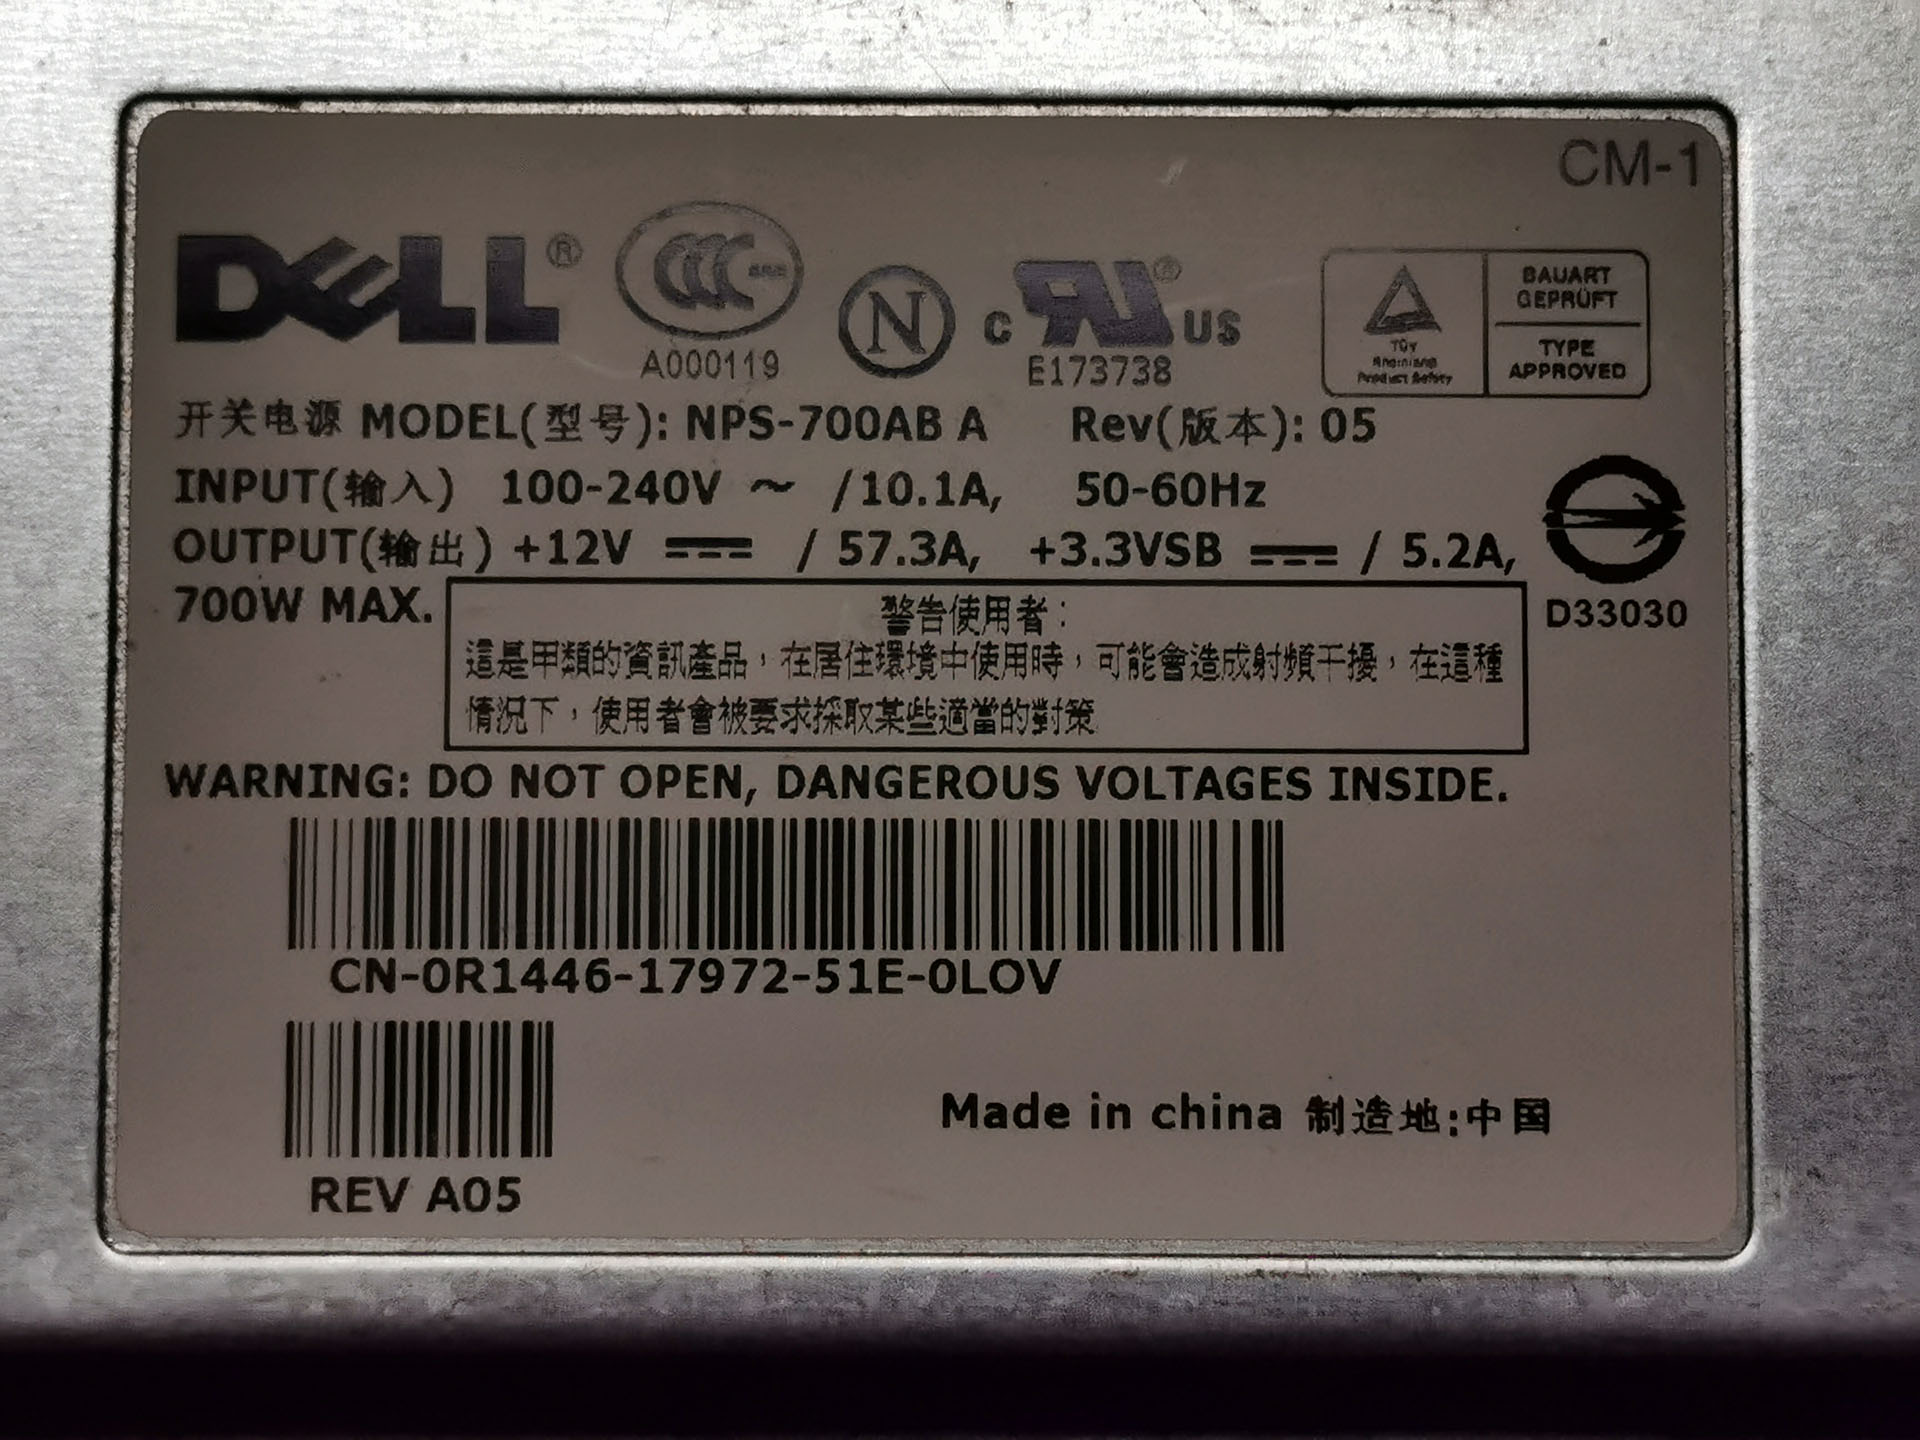 CM-1
DELL®
A000119
N
c RU® US
E173738
TÜV
Rheinland
Product Safety
BAUART
GEPRÜFT
TYPE
APPROVED
开关电源 MODEL(型号): NPS-700AB A Rev(版本): 05
INPUT(输入) 100-240V ~ /10.1A, 50-60Hz
OUTPUT(输出) +12V ⎓ / 57.3A, +3.3VSB ⎓ / 5.2A,
700W MAX.
D33030
警告使用者：
這是甲類的資訊產品，在居住環境中使用時，可能會造成射頻干擾，在這種
情況下，使用者會被要求採取某些適當的對策
WARNING: DO NOT OPEN, DANGEROUS VOLTAGES INSIDE.
CN-0R1446-17972-51E-0LOV
REV A05
Made in china 制造地:中国